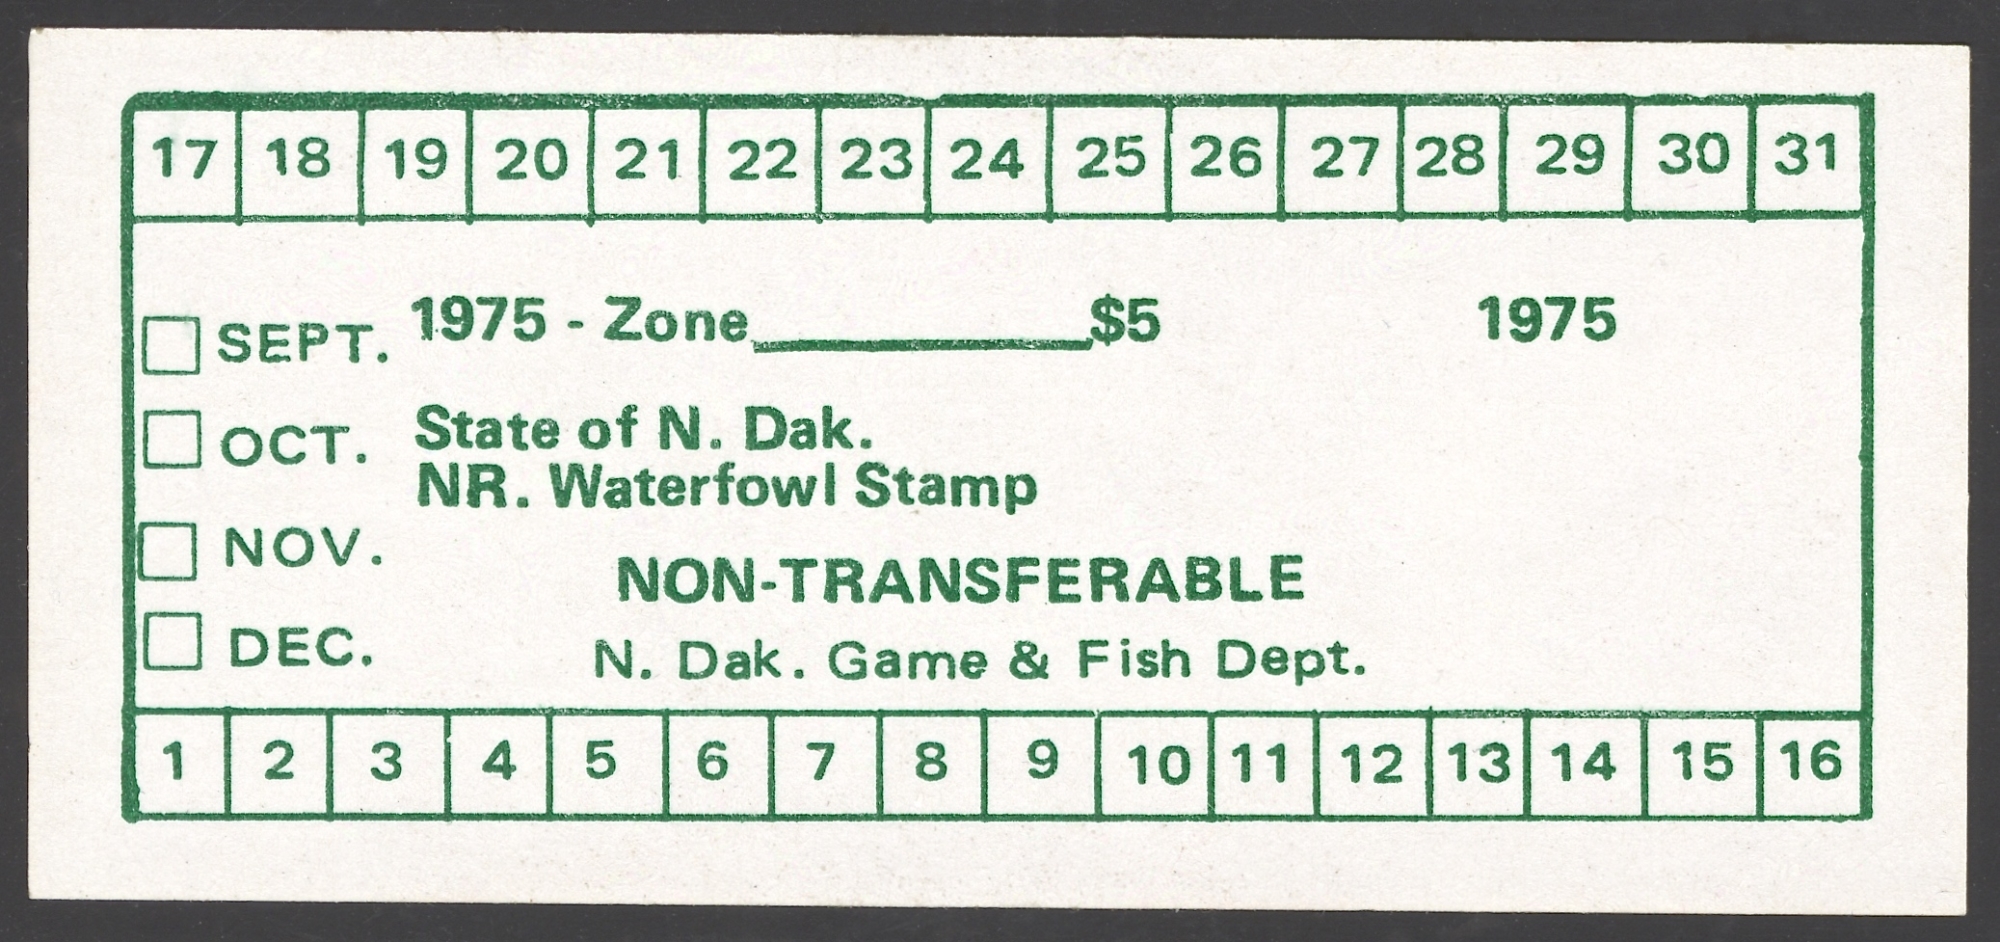 17 18 19 20 21 22 23 24 25 26 27 28 29 30 31
SEPT. 1975 - Zone__________$5 1975
OCT. State of N. Dak.
NR. Waterfowl Stamp
NOV.
NON-TRANSFERABLE
DEC.
N. Dak. Game & Fish Dept.
1 2 3 4 5 6 7 8 9 10 11 12 13 14 15 16